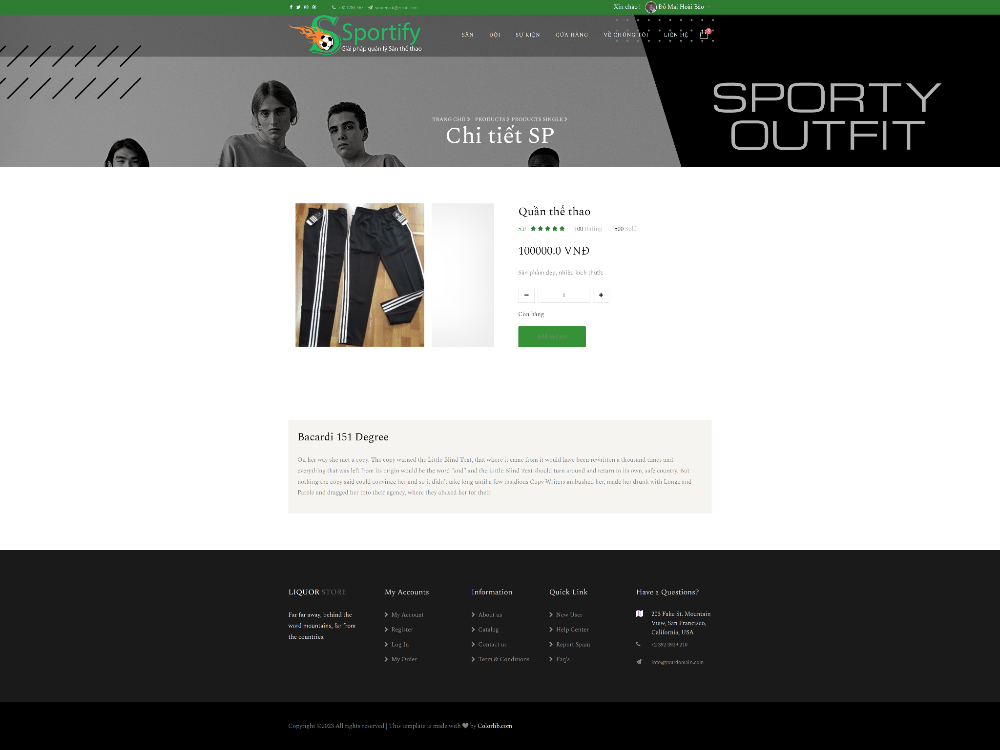 +00 1234 567 youremail@email.com Xin chào ! Đỗ Mai Hoài Bão
Sportify
Giải pháp quản lý Sân thể thao
SÂN ĐỘI SỰ KIỆN CỬA HÀNG VỀ CHÚNG TÔI LIÊN HỆ 3
SPORTY
OUTFIT
TRANG CHỦ PRODUCTS PRODUCTS SINGLE
Chi tiết SP
Quần thể thao
5.0 100 Rating 500 Sold
100000.0 VNĐ
Sản phẩm đẹp, nhiều kích thước
1
Còn hàng
Add to Cart
Bacardi 151 Degree
On her way she met a copy. The copy warned the Little Blind Text, that where it came from it would have been rewritten a thousand times and
everything that was left from its origin would be the word "and" and the Little Blind Text should turn around and return to its own, safe country. But
nothing the copy said could convince her and so it didn't take long until a few insidious Copy Writers ambushed her, made her drunk with Longe and
Parole and dragged her into their agency, where they abused her for their.
LIQUOR STORE
Far far away, behind the
word mountains, far from
the countries.
My Accounts
My Account
Register
Log In
My Order
Information
About us
Catalog
Contact us
Term & Conditions
Quick Link
New User
Help Center
Report Spam
Faq's
Have a Questions?
203 Fake St. Mountain
View, San Francisco,
California, USA
+2 392 3929 210
info@yourdomain.com
Copyright ©2023 All rights reserved | This template is made with by Colorlib.com